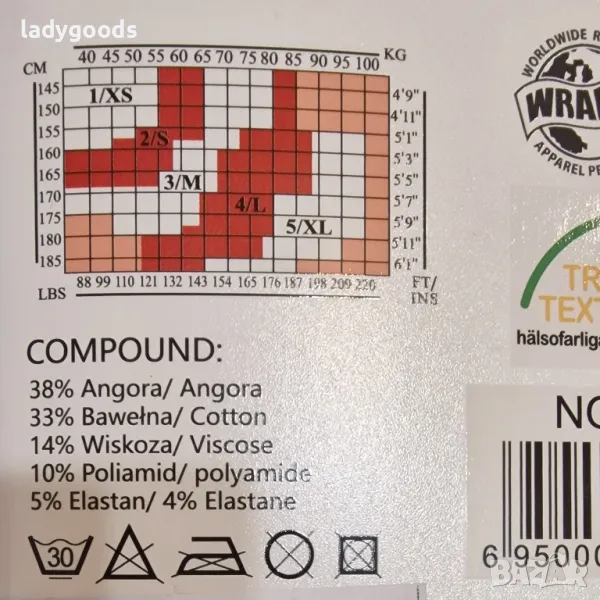 ladygoods
40 45 50 55 60 65 70 75 80 85 90 95 100 KG
CM
145
150
155
160
165
170
175
180
185
1/XS
2/S
3/M
4/L
5/XL
4'9"
4'11"
5'1"
5'3"
5'5"
5'7"
5'9"
5'11"
6'1"
88 99 110 121 132 143 154 165 176 187 198 209 220
LBS
FT/
INS
WORLDWIDE R
WRA
APPAREL PE
TR
TEXT
hälsofarliga
COMPOUND:
38% Angora/ Angora
33% Bawełna/ Cotton
14% Wiskoza/ Viscose
10% Poliamid/ polyamide
5% Elastan/ 4% Elastane
30
NO
6 95000
BAZAR